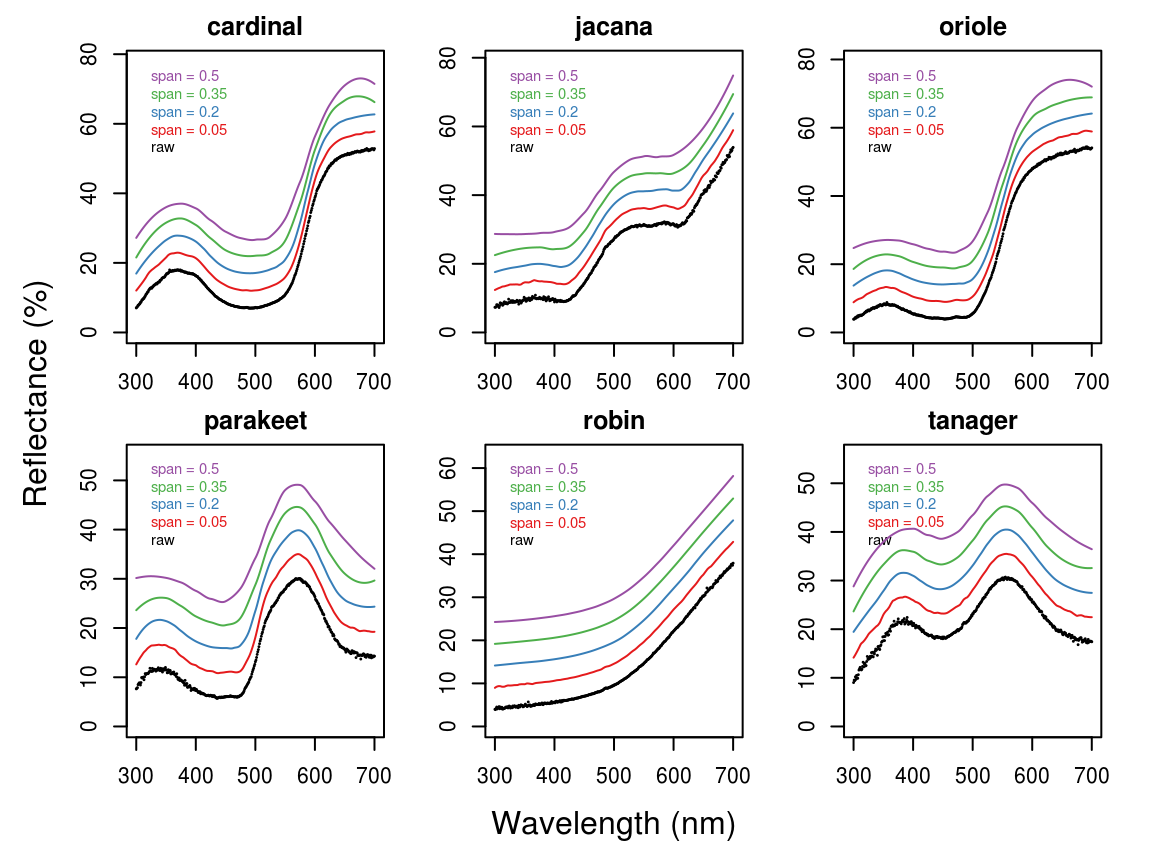 cardinal
80
60
40
20
0
span = 0.5
span = 0.35
span = 0.2
span = 0.05
raw
300 400 500 600 700
jacana
80
60
40
20
0
span = 0.5
span = 0.35
span = 0.2
span = 0.05
raw
300 400 500 600 700
oriole
80
60
40
20
0
span = 0.5
span = 0.35
span = 0.2
span = 0.05
raw
300 400 500 600 700
Reflectance (%)
parakeet
50
40
30
20
10
0
span = 0.5
span = 0.35
span = 0.2
span = 0.05
raw
300 400 500 600 700
robin
60
50
40
30
20
10
0
span = 0.5
span = 0.35
span = 0.2
span = 0.05
raw
300 400 500 600 700
tanager
50
40
30
20
10
0
span = 0.5
span = 0.35
span = 0.2
span = 0.05
raw
300 400 500 600 700
Wavelength (nm)